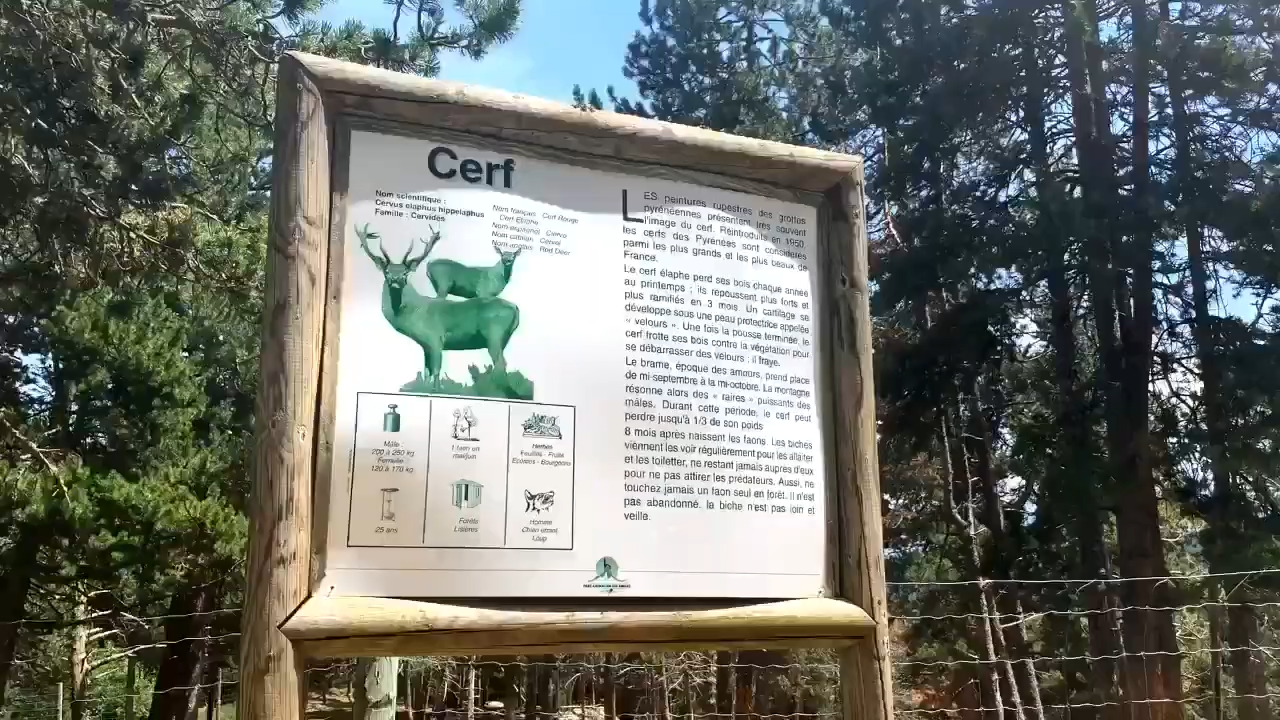 Cerf
Nom scientifique :
Cervus elaphus hippelaphus
Famille : Cervidés
Nom français : Cerf Rouge
Cerf Elaphe
Nom espagnol : Ciervo
Nom catalan : Cérvol
Nom anglais : Red Deer
LES peintures rupestres des grottes
pyrénéennes présentent très souvent
l'image du cerf. Réintroduits en 1950,
les cerfs des Pyrénées sont considérés
parmi les plus grands et les plus beaux de
France.
Le cerf élaphe perd ses bois chaque année
au printemps ; ils repoussent plus forts et
plus ramifiés en 3 mois. Un cartilage se
développe sous une peau protectrice appelée
« velours ». Une fois la pousse terminée, le
cerf frotte ses bois contre la végétation pour
se débarrasser des velours : il fraye.
Le brame, époque des amours, prend place
de mi-septembre à la mi-octobre. La montagne
résonne alors des « raires » puissants des
mâles. Durant cette période, le cerf peut
perdre jusqu'à 1/3 de son poids
8 mois après naissent les faons. Les biches
viennent les voir régulièrement pour les allaiter
et les toiletter, ne restant jamais auprès d'eux
pour ne pas attirer les prédateurs. Aussi, ne
touchez jamais un faon seul en forêt. Il n'est
pas abandonné, la biche n'est pas loin et
veille.
Mâle :
200 à 250 kg
Femelle :
120 à 170 kg
1 faon en
mai/juin
Herbes
Feuilles - Fruits
Ecorces - Bourgeons
25 ans
Forêts
Lisières
Homme
Chien errant
Loup